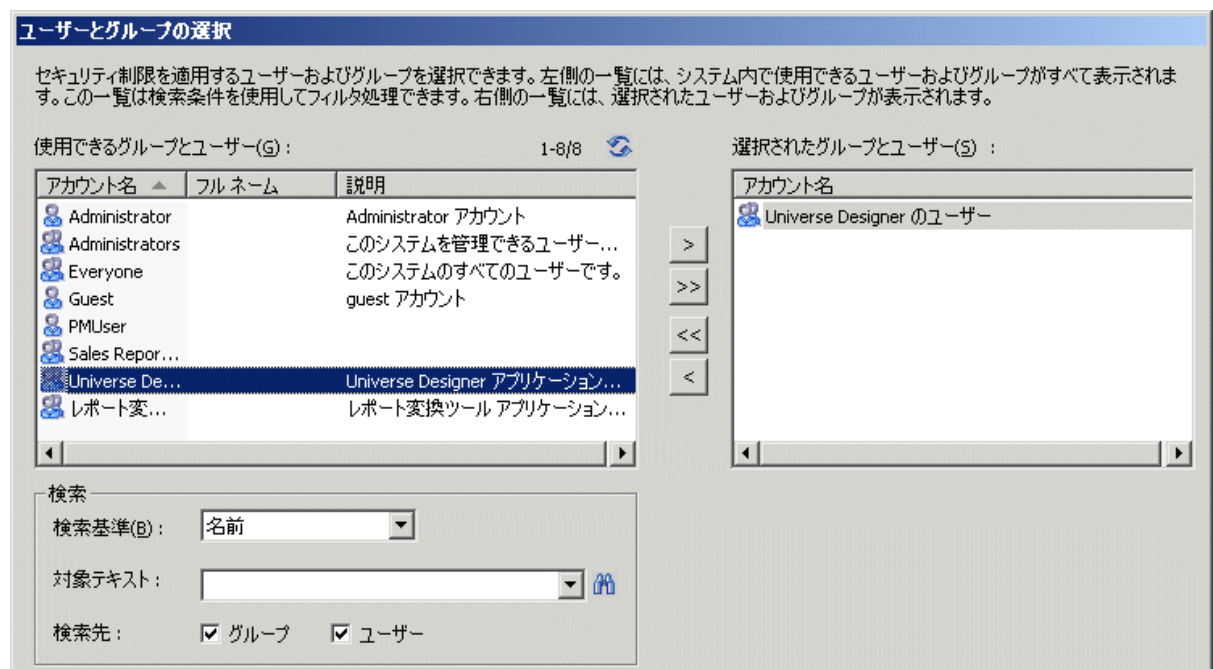 ユーザーとグループの選択
セキュリティ制限を適用するユーザーおよびグループを選択できます。左側の一覧には、システム内で使用できるユーザーおよびグループがすべて表示されま
す。この一覧は検索条件を使用してフィルタ処理できます。右側の一覧には、選択されたユーザーおよびグループが表示されます。
使用できるグループとユーザー(G) : 1-8/8
アカウント名 フル ネーム 説明
Administrator Administrator アカウント
Administrators このシステムを管理できるユーザー...
Everyone このシステムのすべてのユーザーです。
Guest guest アカウント
PMUser
Sales Repor...
Universe De... Universe Designer アプリケーション...
レポート変... レポート変換ツール アプリケーション...
>
>>
<<
<
選択されたグループとユーザー(S) :
アカウント名
Universe Designer のユーザー
検索
検索基準(B) : 名前
対象テキスト :
検索先 : グループ ユーザー